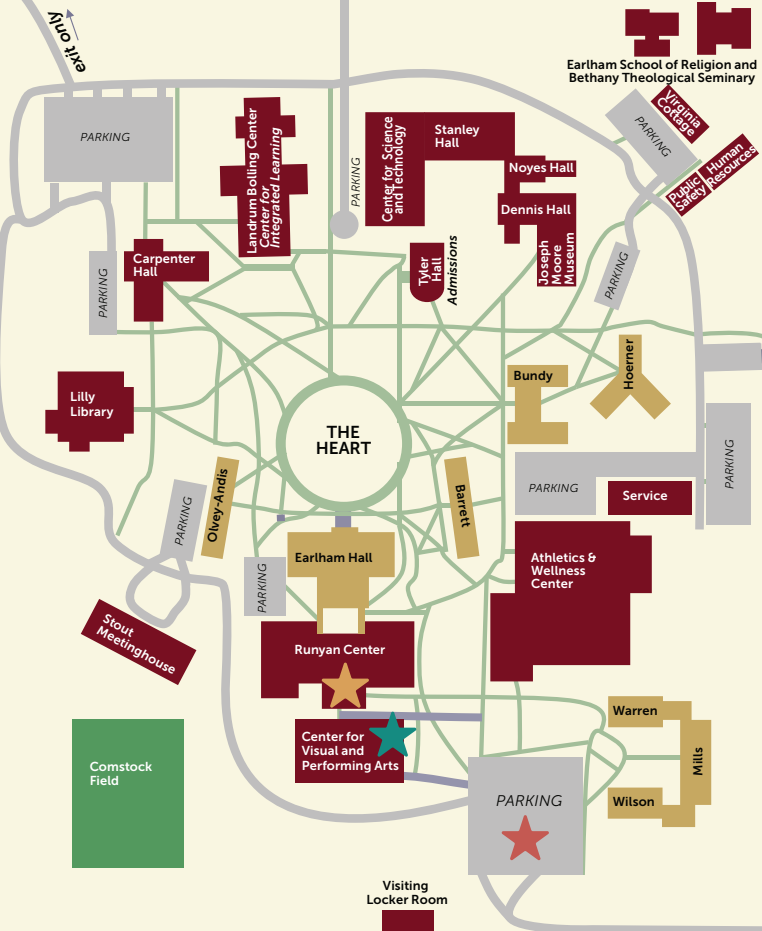 exit only
Earlham School of Religion and
Bethany Theological Seminary
PARKING
Landrum Bolling Center
Center for
Integrated Learning
PARKING
Center for Science
and Technology
Stanley
Hall
Noyes Hall
Dennis Hall
Joseph
Moore
Museum
PARKING
Virginia
Cottage
Public
Safety
Human
Resources
Carpenter
Hall
PARKING
Tyler
Hall
Admissions
PARKING
Lilly
Library
THE
HEART
Bundy
Hoerner
PARKING
Olvey-Andis
PARKING
Barrett
PARKING
Service
Earlham Hall
PARKING
Athletics &
Wellness
Center
Stout
Meetinghouse
Runyan Center
Center for
Visual and
Performing Arts
Warren
Mills
Wilson
Comstock
Field
PARKING
Visiting
Locker Room